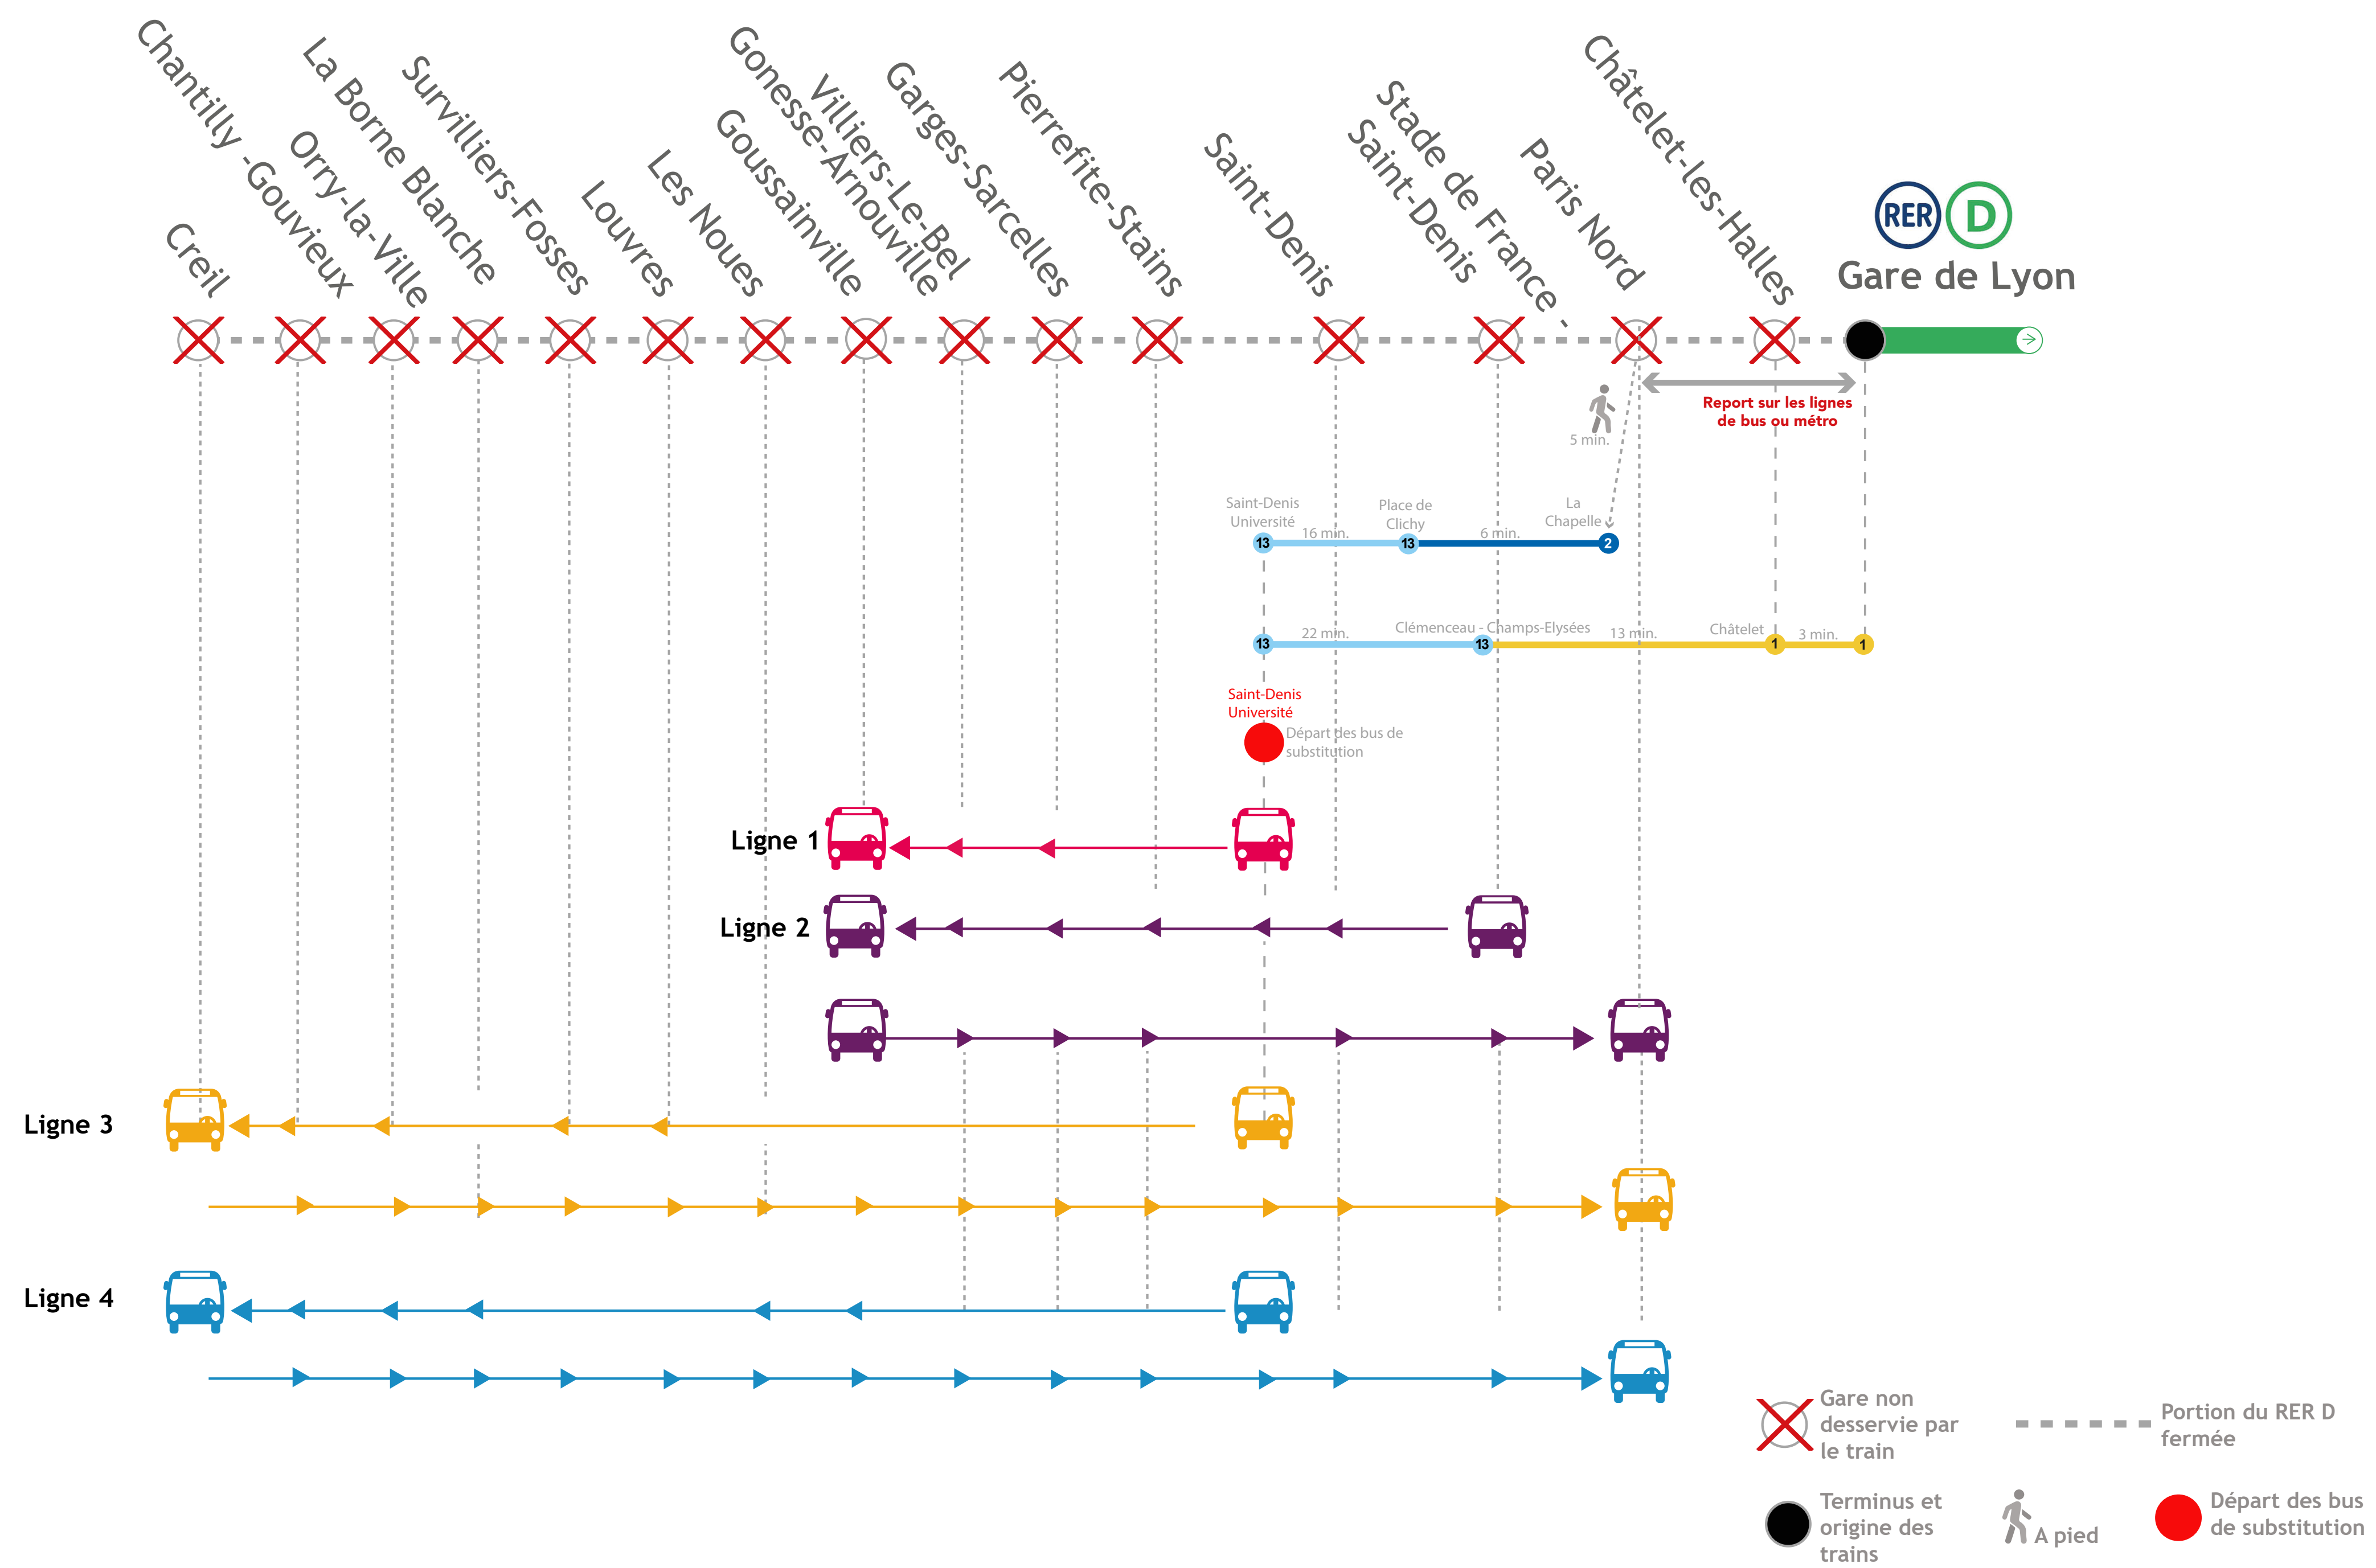 Creil
Chantilly -Gouvieux
Orry-la-Ville
La Borne Blanche
Survilliers-Fosses
Louvres
Les Noues
Goussainville
Gonesse-Arnouville
Villiers-Le-Bel
Garges-Sarcelles
Pierrefite-Stains
Saint-Denis
Stade de France -
Saint-Denis
Paris Nord
Châtelet-les-Halles
RER D
Gare de Lyon
Report sur les lignes
de bus ou métro
5 min.
Saint-Denis
Université
16 min.
Place de
Clichy
6 min.
La
Chapelle
13
13
2
22 min.
Clémenceau - Champs-Elysées
13 min.
Châtelet
3 min.
13
13
1
1
Saint-Denis
Université
Départ des bus de
substitution
Ligne 1
Ligne 2
Ligne 3
Ligne 4
Gare non
desservie par
le train
Portion du RER D
fermée
Terminus et
origine des
trains
A pied
Départ des bus
de substitution